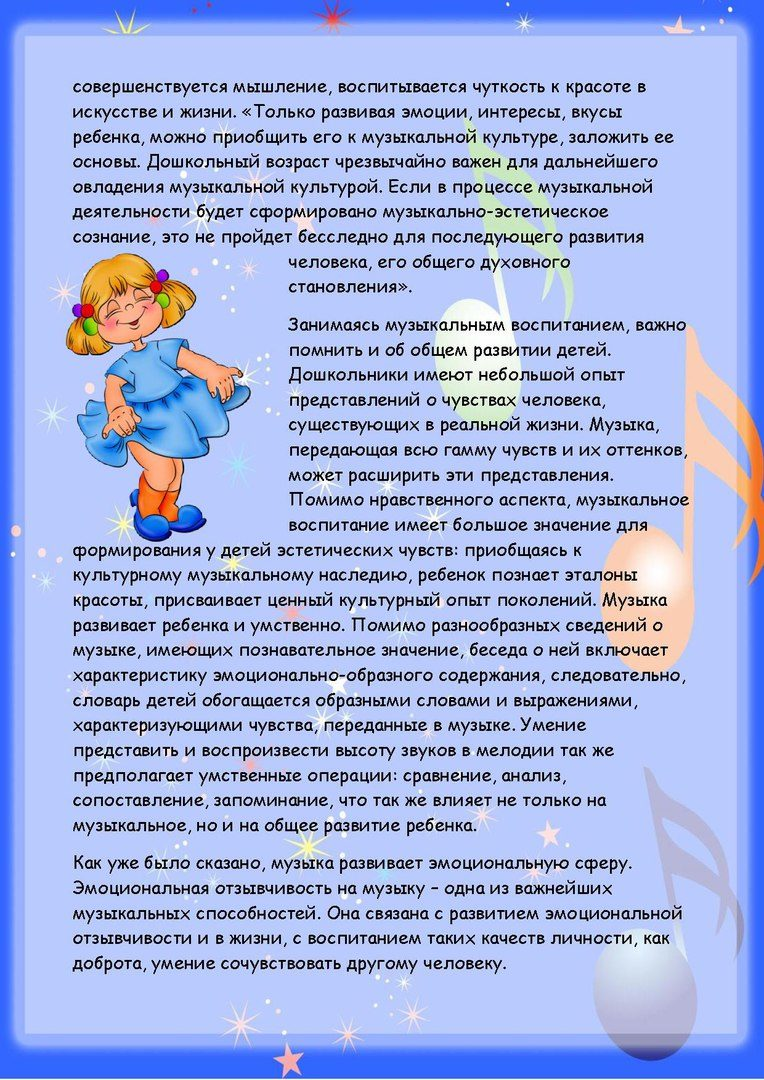 совершенствуется мышление, воспитывается чуткость к красоте в
искусстве и жизни. «Только развивая эмоции, интересы, вкусы
ребенка, можно приобщить его к музыкальной культуре, заложить ее
основы. Дошкольный возраст чрезвычайно важен для дальнейшего
овладения музыкальной культурой. Если в процессе музыкальной
деятельности будет сформировано музыкально-эстетическое
сознание, это не пройдет бесследно для последующего развития
человека, его общего духовного
становления».
Занимаясь музыкальным воспитанием, важно
помнить и об общем развитии детей.
Дошкольники имеют небольшой опыт
представлений о чувствах человека,
существующих в реальной жизни. Музыка,
передающая всю гамму чувств и их оттенков,
может расширить эти представления.
Помимо нравственного аспекта, музыкальное
воспитание имеет большое значение для
формирования у детей эстетических чувств: приобщаясь к
культурному музыкальному наследию, ребенок познает эталоны
красоты, присваивает ценный культурный опыт поколений. Музыка
развивает ребенка и умственно. Помимо разнообразных сведений о
музыке, имеющих познавательное значение, беседа о ней включает
характеристику эмоционально-образного содержания, следовательно,
словарь детей обогащается образными словами и выражениями,
характеризующими чувства, переданные в музыке. Умение
представить и воспроизвести высоту звуков в мелодии так же
предполагает умственные операции: сравнение, анализ,
сопоставление, запоминание, что так же влияет не только на
музыкальное, но и на общее развитие ребенка.
Как уже было сказано, музыка развивает эмоциональную сферу.
Эмоциональная отзывчивость на музыку – одна из важнейших
музыкальных способностей. Она связана с развитием эмоциональной
отзывчивости и в жизни, с воспитанием таких качеств личности, как
доброта, умение сочувствовать другому человеку.